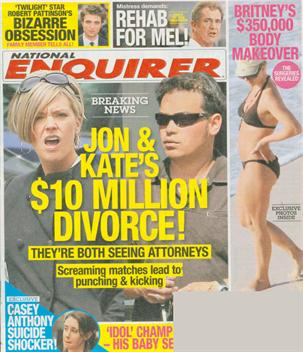 'TWILIGHT' STAR
ROBERT PATTINSON'S
BIZARRE
OBSESSION
FAMILY MEMBER TELLS ALL!
Mistress demands:
REHAB
FOR MEL!
BRITNEY'S
$350,000
BODY
MAKEOVER
THE
SURGERIES
REVEALED
NATIONAL
ENQUIRER
BREAKING
NEWS
JON &
KATE'S
$10 MILLION
DIVORCE!
THEY'RE BOTH SEEING ATTORNEYS
Screaming matches lead to
punching & kicking
EXCLUSIVE
PHOTOS
INSIDE
EXCLUSIVE
CASEY
ANTHONY
SUICIDE
SHOCKER!
'IDOL' CHAMP
– HIS BABY SE